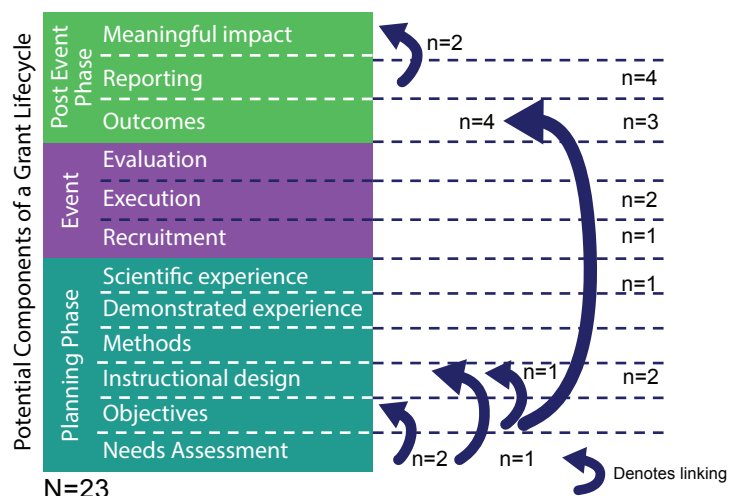 Potential Components of a Grant Lifecycle
Post Event
Phase
Meaningful impact
n=2
Reporting
n=4
Outcomes
n=4
n=3
Event
Evaluation
Execution
n=2
Recruitment
n=1
Planning Phase
Scientific experience
n=1
Demonstrated experience
Methods
Instructional design
n=1
n=2
Objectives
Needs Assessment
n=2
n=1
Denotes linking
N=23